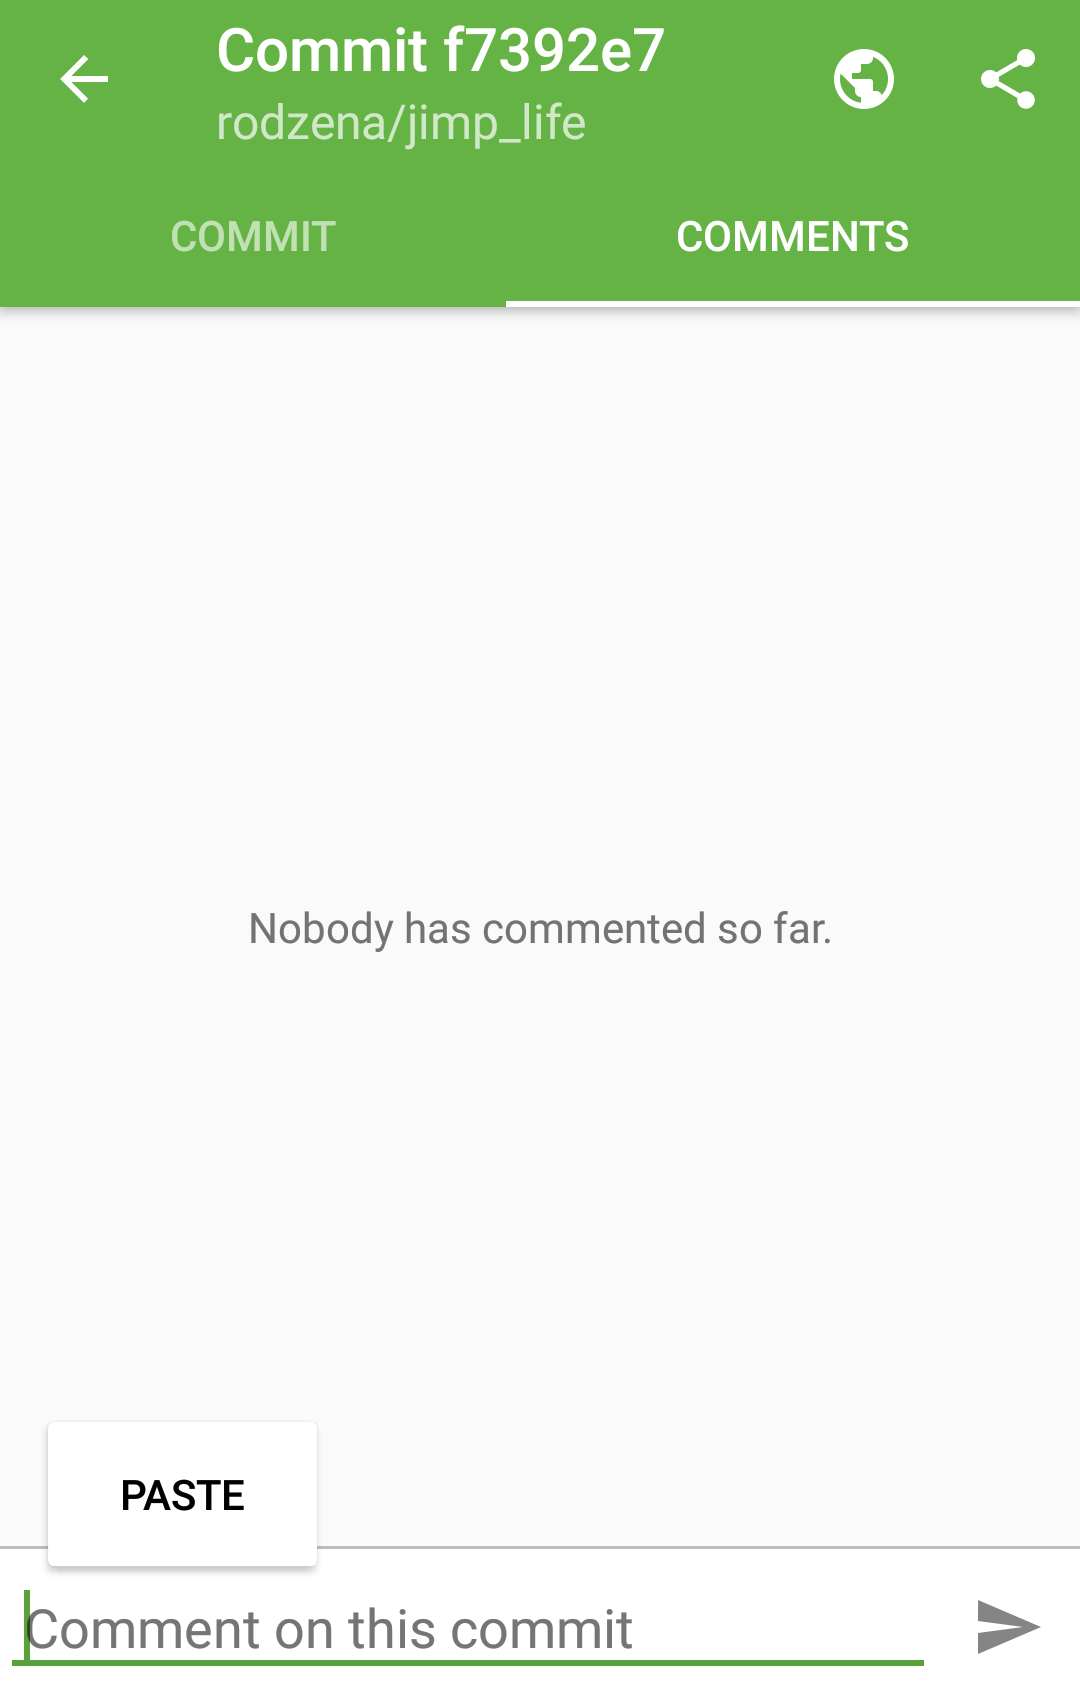 Commit f7392e7
rodzena/jimp_life
COMMIT
COMMENTS
Nobody has commented so far.
PASTE
Comment on this commit